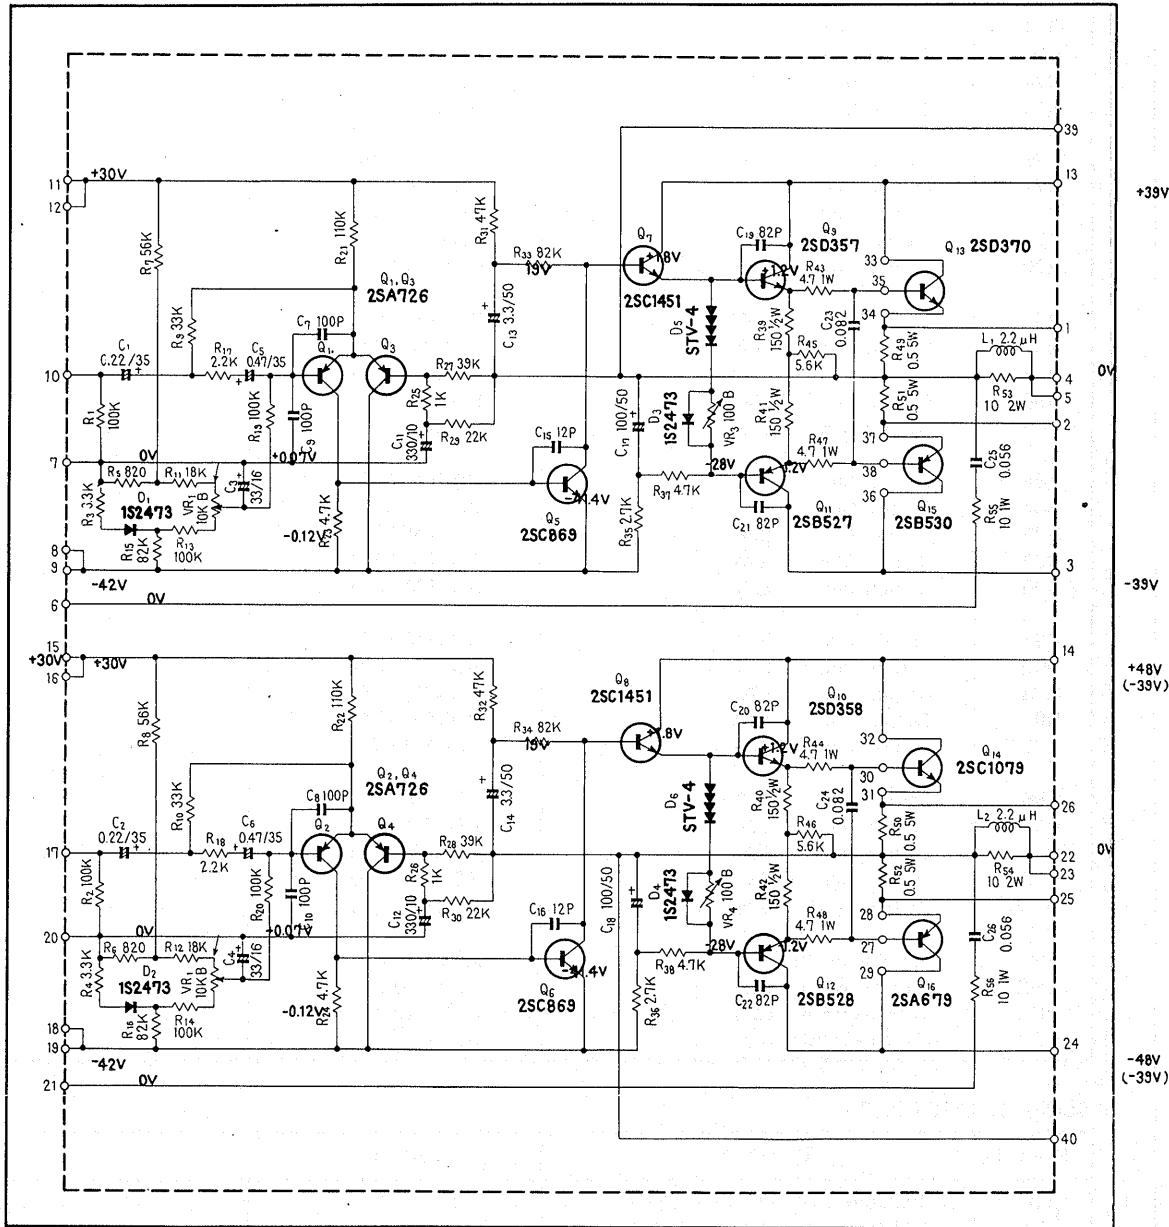 39
11 +30V 13
12 +39V
R7 56K
R21 110K
R31 47K
R33 82K
19V
Q7
+1.8V
2SC1451
C19 82P
Q9
2SD357
+1.2V
R43
4.7 1W
Q13 2SD370
33
35
34
Q1, Q3
2SA726
C13 3.3/50
D5
STV-4
R39
150 ½W
C23
0.082
R9 33K
C7 100P
C1
0.22/35
R17
2.2K
C5
0.47/35
Q1
Q3
R27 39K
R45
5.6K
R49
0.5 5W
L1 2.2 μH
1
10 4 0V
R53
10 2W
5
R1
100K
R19 100K
C9
100P
R25
1K
C11
330/10
R29 22K
C17 100/50
D3
1S2473
VR3 100 B
R41
150 ½W
R51
0.5 5W
2
C15 12P
37
R47
4.7 1W
38
36
C25
0.056
7 0V
+0.07V
R5 820
R11 18K
C3
33/16
-28V
1.2V
R3 3.3K
D1
1S2473
VR1
10K B
R37 4.7K
-41.4V
C21 82P
Q11
2SB527
Q15
2SB530
R55
10 1W
R15
82K
R13
100K
-0.12V
R23 4.7K
Q5
2SC869
R35 2.7K
8
9 -42V 3
-39V
6 0V
15 14
+30V +30V
16
+48V
(-39V)
R8 56K
R22 110K
R32 47K
R34 82K
19V
Q8
2SC1451
+1.8V
C20 82P
Q10
2SD358
+1.2V
R44
4.7 1W
32
Q14
2SC1079
30
31
Q2, Q4
2SA726
C14 3.3/50
D6
STV-4
R40
150 ½W
C24
0.082
26
R10 33K
C8 100P
C2
0.22/35
R18
2.2K
C6
0.47/35
Q2
Q4
R28 39K
R46
5.6K
R50
0.5 5W
L2 2.2 μH
17 22 0V
R54
10 2W
23
R2 100K
R20 100K
C10
100P
R26
1K
C12
330/10
R30 22K
C18 100/50
D4
1S2473
VR4 100 B
R42
150 ½W
R52
0.5 5W
25
C16 12P
28
R48
4.7 1W
27
29
C26
0.056
20 0V
+0.07V
R6 820
R12 18K
C4
33/16
-28V
1.2V
R4 3.3K
D2
1S2473
VR1
10K B
R38 4.7K
-41.4V
C22 82P
Q12
2SB528
Q16
2SA679
R56
10 1W
R16
82K
R14
100K
-0.12V
R24 4.7K
Q6
2SC869
R36 2.7K
18
19 -42V 24
-48V
(-39V)
21 0V
40